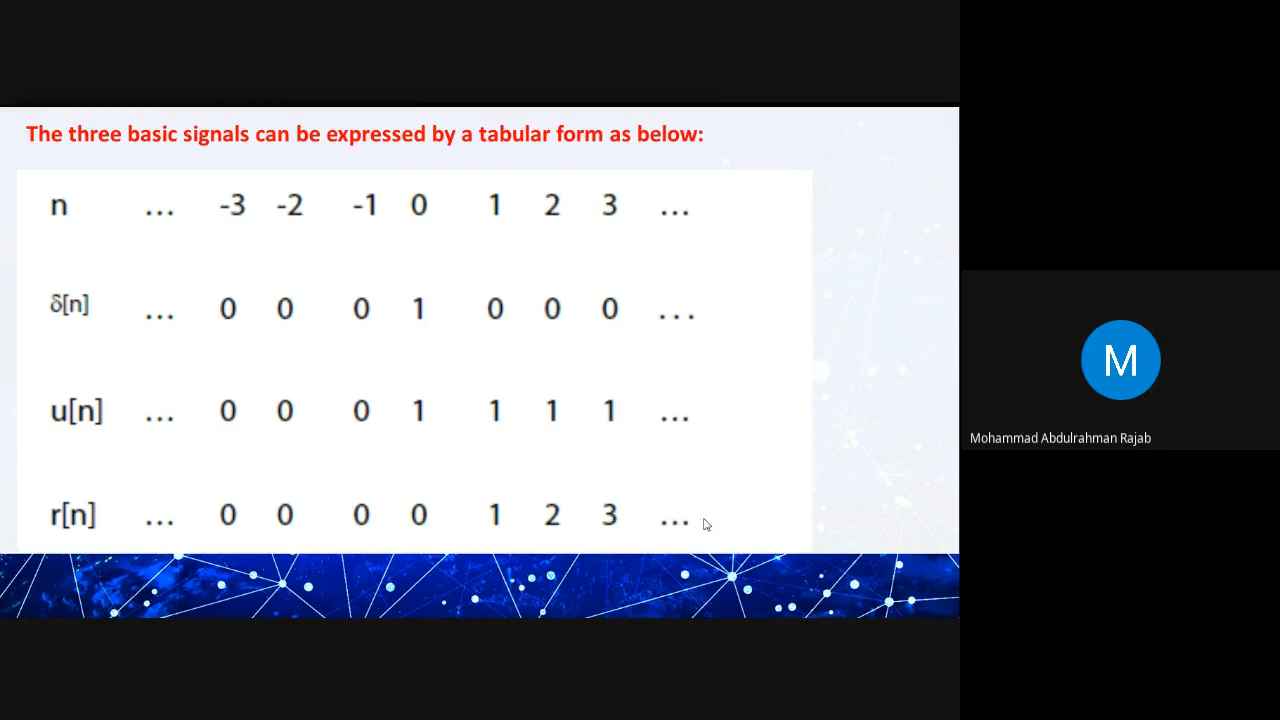 The three basic signals can be expressed by a tabular form as below:
n ... -3 -2 -1 0 1 2 3 ...
δ[n] ... 0 0 0 1 0 0 0 ...
u[n] ... 0 0 0 1 1 1 1 ...
r[n] ... 0 0 0 0 1 2 3 ...
M
Mohammad Abdulrahman Rajab